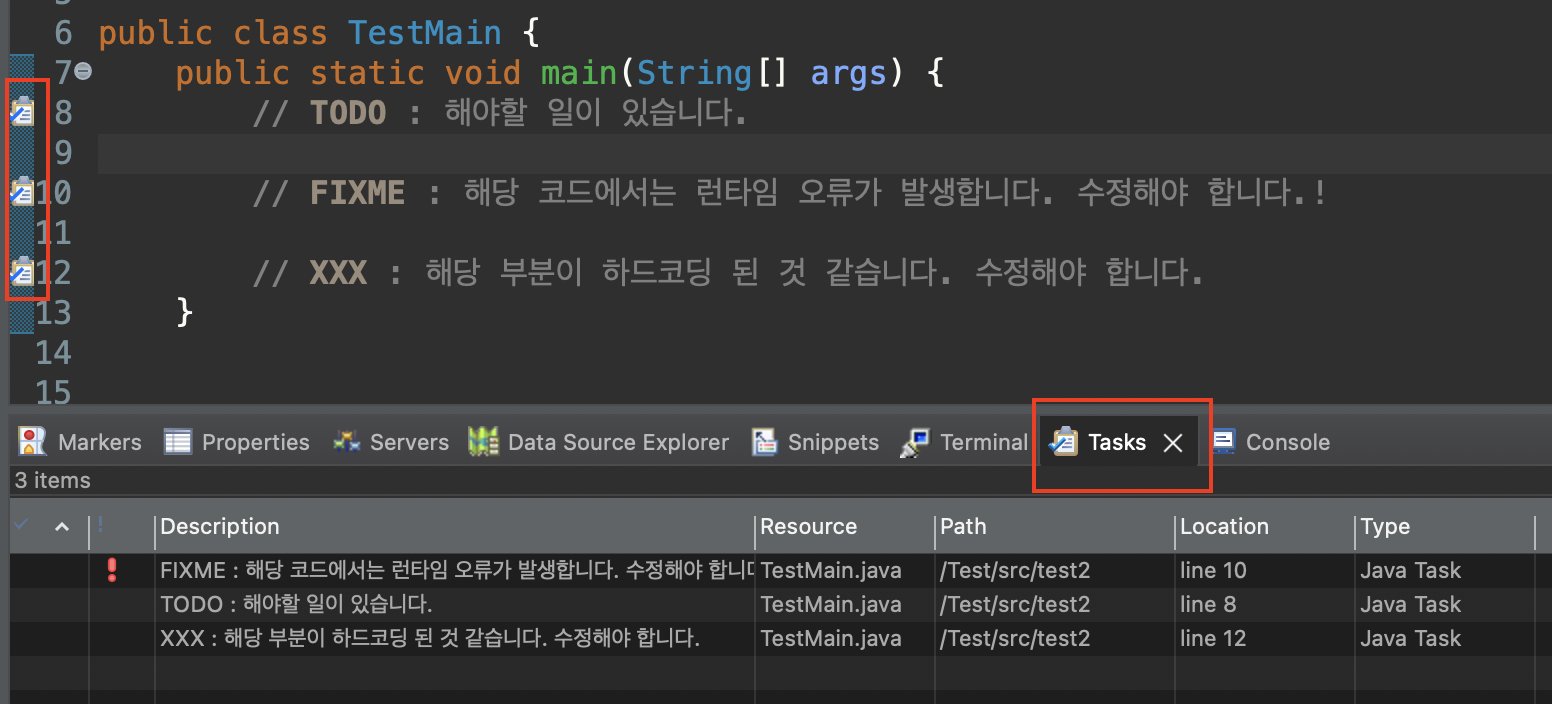 6 public class TestMain {
7 public static void main(String[] args) {
8 // TODO : 해야할 일이 있습니다.
9
10 // FIXME : 해당 코드에서는 런타임 오류가 발생합니다. 수정해야 합니다.!
11
12 // XXX : 해당 부분이 하드코딩 된 것 같습니다. 수정해야 합니다.
13 }
14
15
Markers Properties Servers Data Source Explorer Snippets Terminal Tasks Console
3 items
! Description Resource Path Location Type
! FIXME : 해당 코드에서는 런타임 오류가 발생합니다. 수정해야 합니 TestMain.java /Test/src/test2 line 10 Java Task
TODO : 해야할 일이 있습니다. TestMain.java /Test/src/test2 line 8 Java Task
XXX : 해당 부분이 하드코딩 된 것 같습니다. 수정해야 합니다. TestMain.java /Test/src/test2 line 12 Java Task